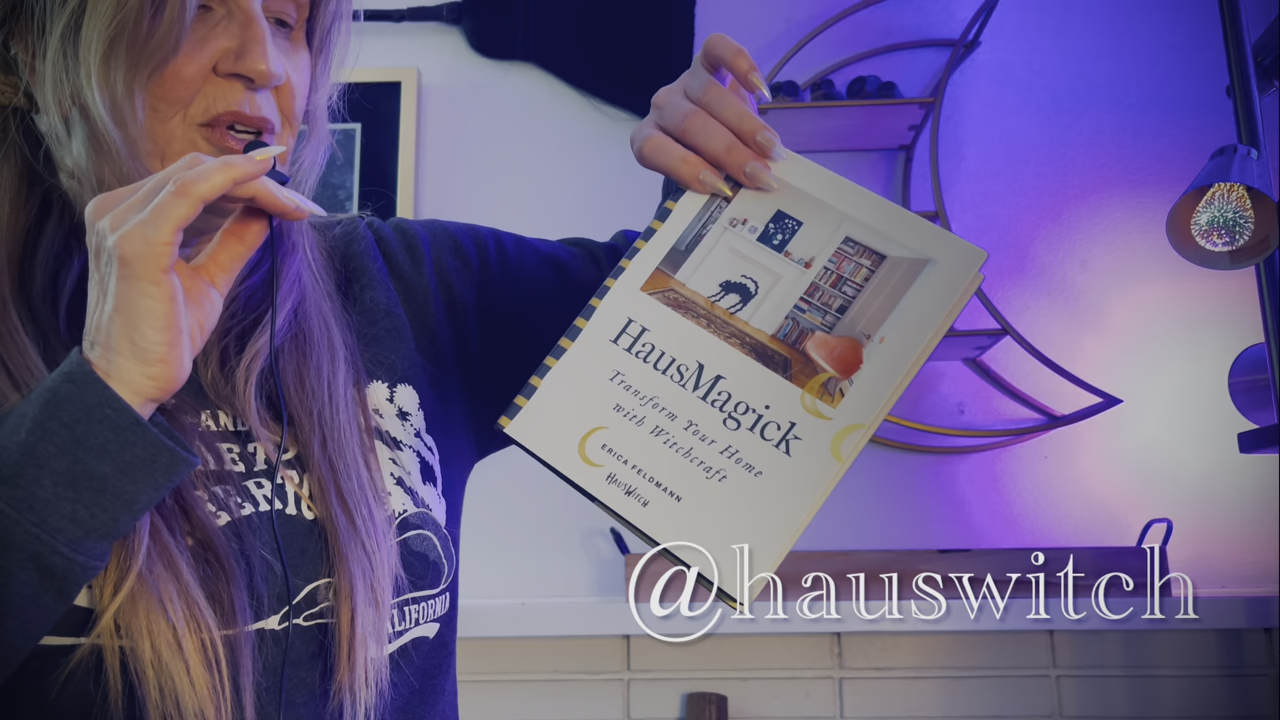 HausMagick
Transform Your Home
with Witchcraft
ERICA FELDMANN
HausWitch
@hauswitch
CALIFORNIA